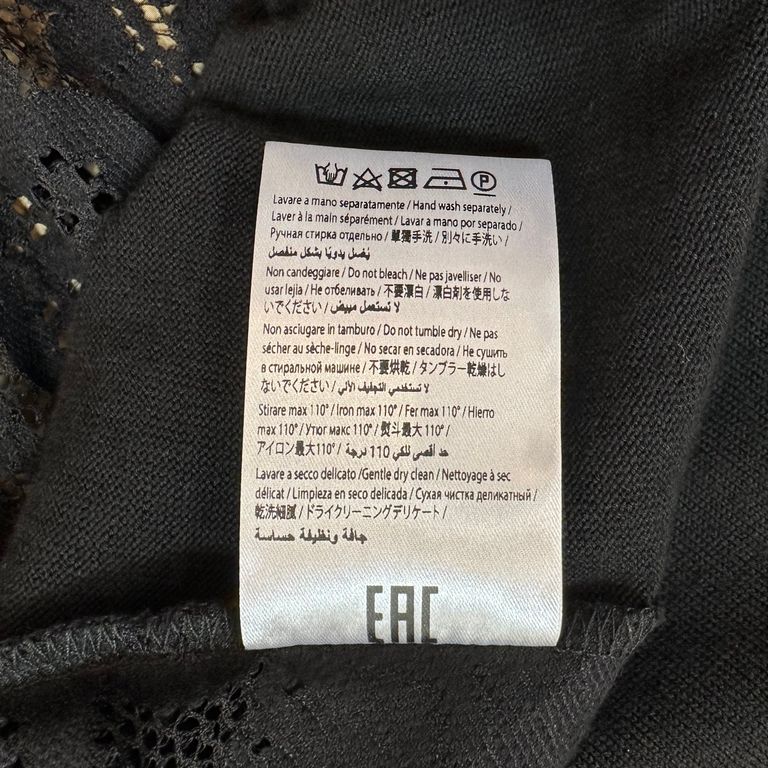 P
Lavare a mano separatamente / Hand wash separately /
Laver à la main séparément / Lavar a mano por separado /
Ручная стирка отдельно / 單獨手洗 / 別々に手洗い /
يُغسل يدويًا بشكل منفصل
Non candeggiare / Do not bleach / Ne pas javelliser / No
usar lejia / Не отбеливать / 不要漂白 / 漂白剤を使用しな
いでください / لا تستعمل مبيض
Non asciugare in tamburo / Do not tumble dry / Ne pas
sécher au sèche-linge / No secar en secadora / Не сушить
в стиральной машине / 不要烘乾 / タンブラー乾燥はし
ないでください / لا تستخدمي التجفيف الآلي
Stirare max 110° / Iron max 110° / Fer max 110° / Hierro
max 110° / Утюг макс 110° / 熨斗最大 110° /
アイロン最大110° / حد أقصى للكي 110 درجة
Lavare a secco delicato /Gentle dry clean / Nettoyage à sec
délicat / Limpieza en seco delicada / Сухая чистка деликатный /
乾洗細膩 / ドライクリーニングデリケート /
جافة ونظيفة حساسة
EAC